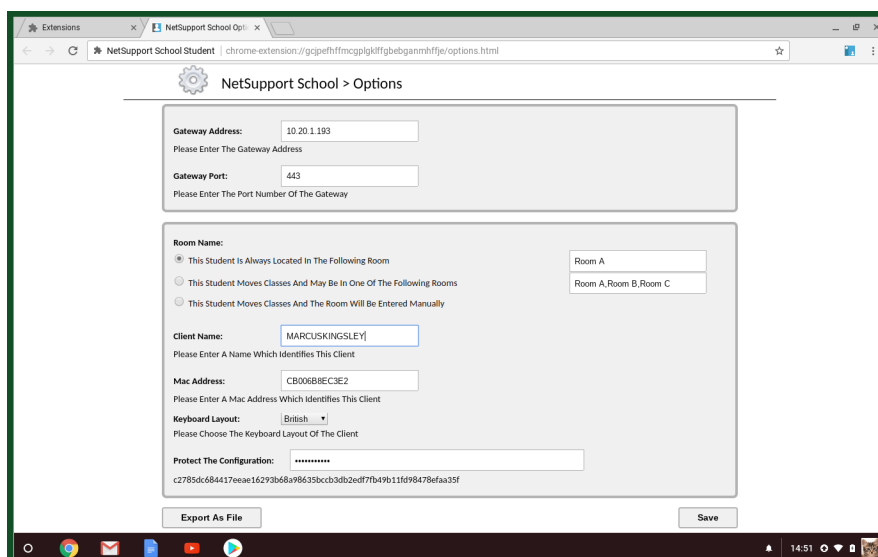 Extensions
NetSupport School Opti
NetSupport School Student | chrome-extension://gcjpefhffmcgplgklffgbebganmhffje/options.html
NetSupport School > Options
Gateway Address: 10.20.1.193
Please Enter The Gateway Address
Gateway Port: 443
Please Enter The Port Number Of The Gateway
Room Name:
This Student Is Always Located In The Following Room Room A
This Student Moves Classes And May Be In One Of The Following Rooms Room A,Room B,Room C
This Student Moves Classes And The Room Will Be Entered Manually
Client Name: MARCUSKINGSLEY
Please Enter A Name Which Identifies This Client
Mac Address: CB006B8EC3E2
Please Enter A Mac Address Which Identifies This Client
Keyboard Layout: British
Please Choose The Keyboard Layout Of The Client
Protect The Configuration: •••••••••••
c2785dc684417eeae16293b68a98635bccb3db2edf7fb49b11fd98478efaa35f
Export As File Save
14:51